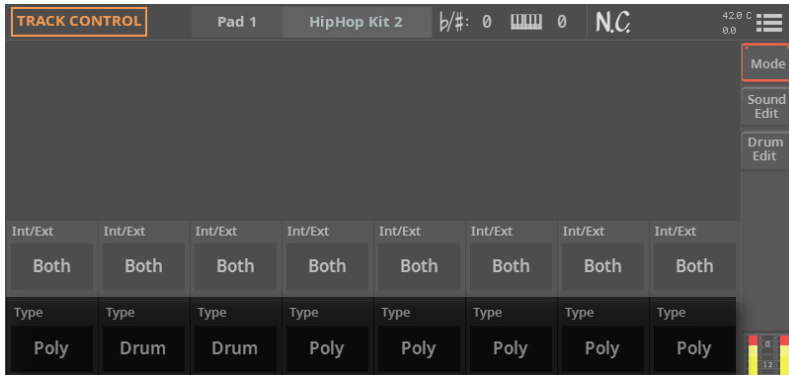 TRACK CONTROL Pad 1 HipHop Kit 2 ♭/#: 0 0 N.C. 42.0 C
0.0
Mode
Sound
Edit
Drum
Edit
Int/Ext Int/Ext Int/Ext Int/Ext Int/Ext Int/Ext Int/Ext Int/Ext
Both Both Both Both Both Both Both Both
Type Type Type Type Type Type Type Type
Poly Drum Drum Poly Poly Poly Poly Poly
0
12